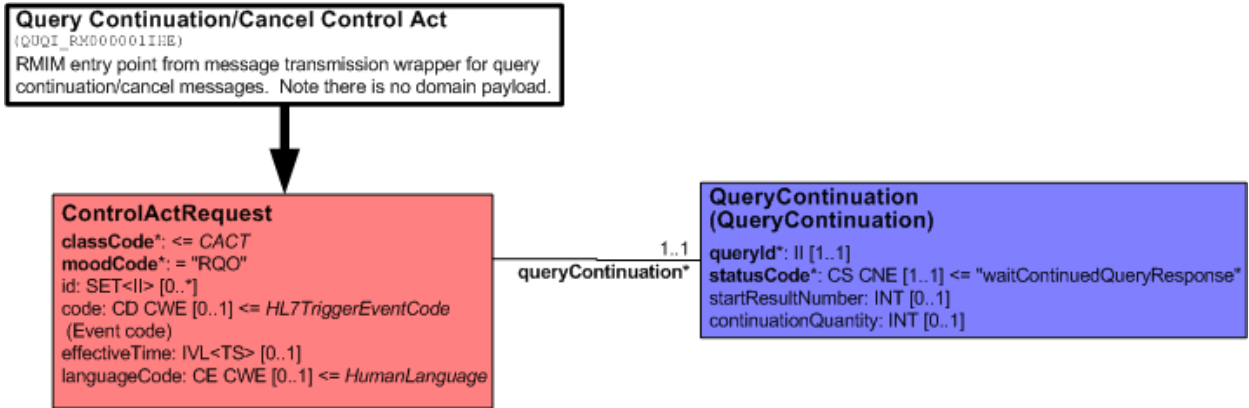 Query Continuation/Cancel Control Act
(QUQI_RM000001IHE)
RMIM entry point from message transmission wrapper for query
continuation/cancel messages.  Note there is no domain payload.
ControlActRequest
classCode*: <= CACT
moodCode*: = "RQO"
id: SET<II> [0..*]
code: CD CWE [0..1] <= HL7TriggerEventCode
(Event code)
effectiveTime: IVL<TS> [0..1]
languageCode: CE CWE [0..1] <= HumanLanguage
1..1
queryContinuation*
QueryContinuation
(QueryContinuation)
queryId*: II [1..1]
statusCode*: CS CNE [1..1] <= "waitContinuedQueryResponse"
startResultNumber: INT [0..1]
continuationQuantity: INT [0..1]